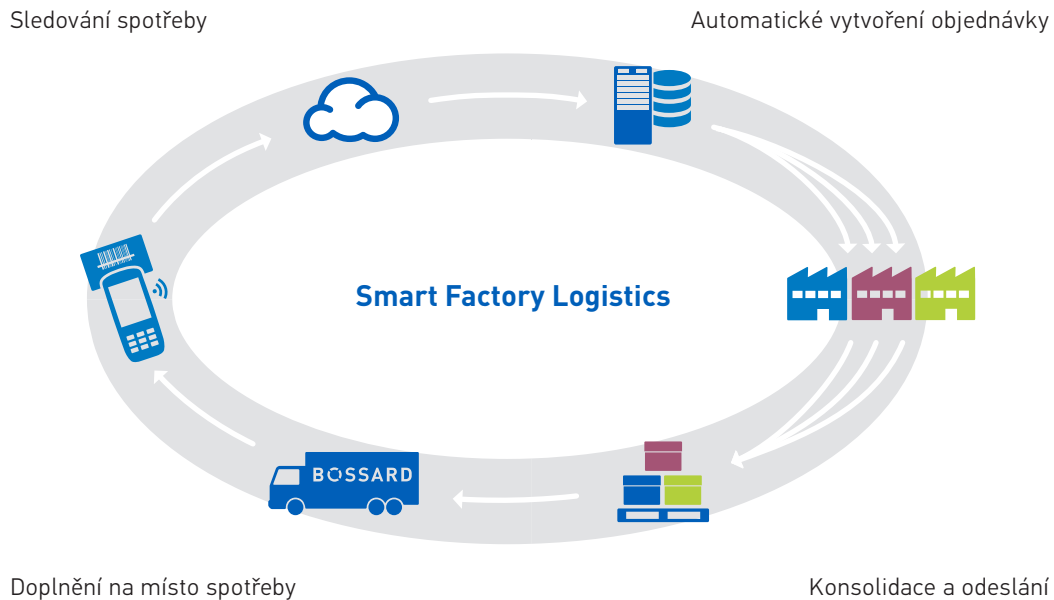 Sledování spotřeby
Automatické vytvoření objednávky
Smart Factory Logistics
BOSSARD
Doplnění na místo spotřeby
Konsolidace a odeslání